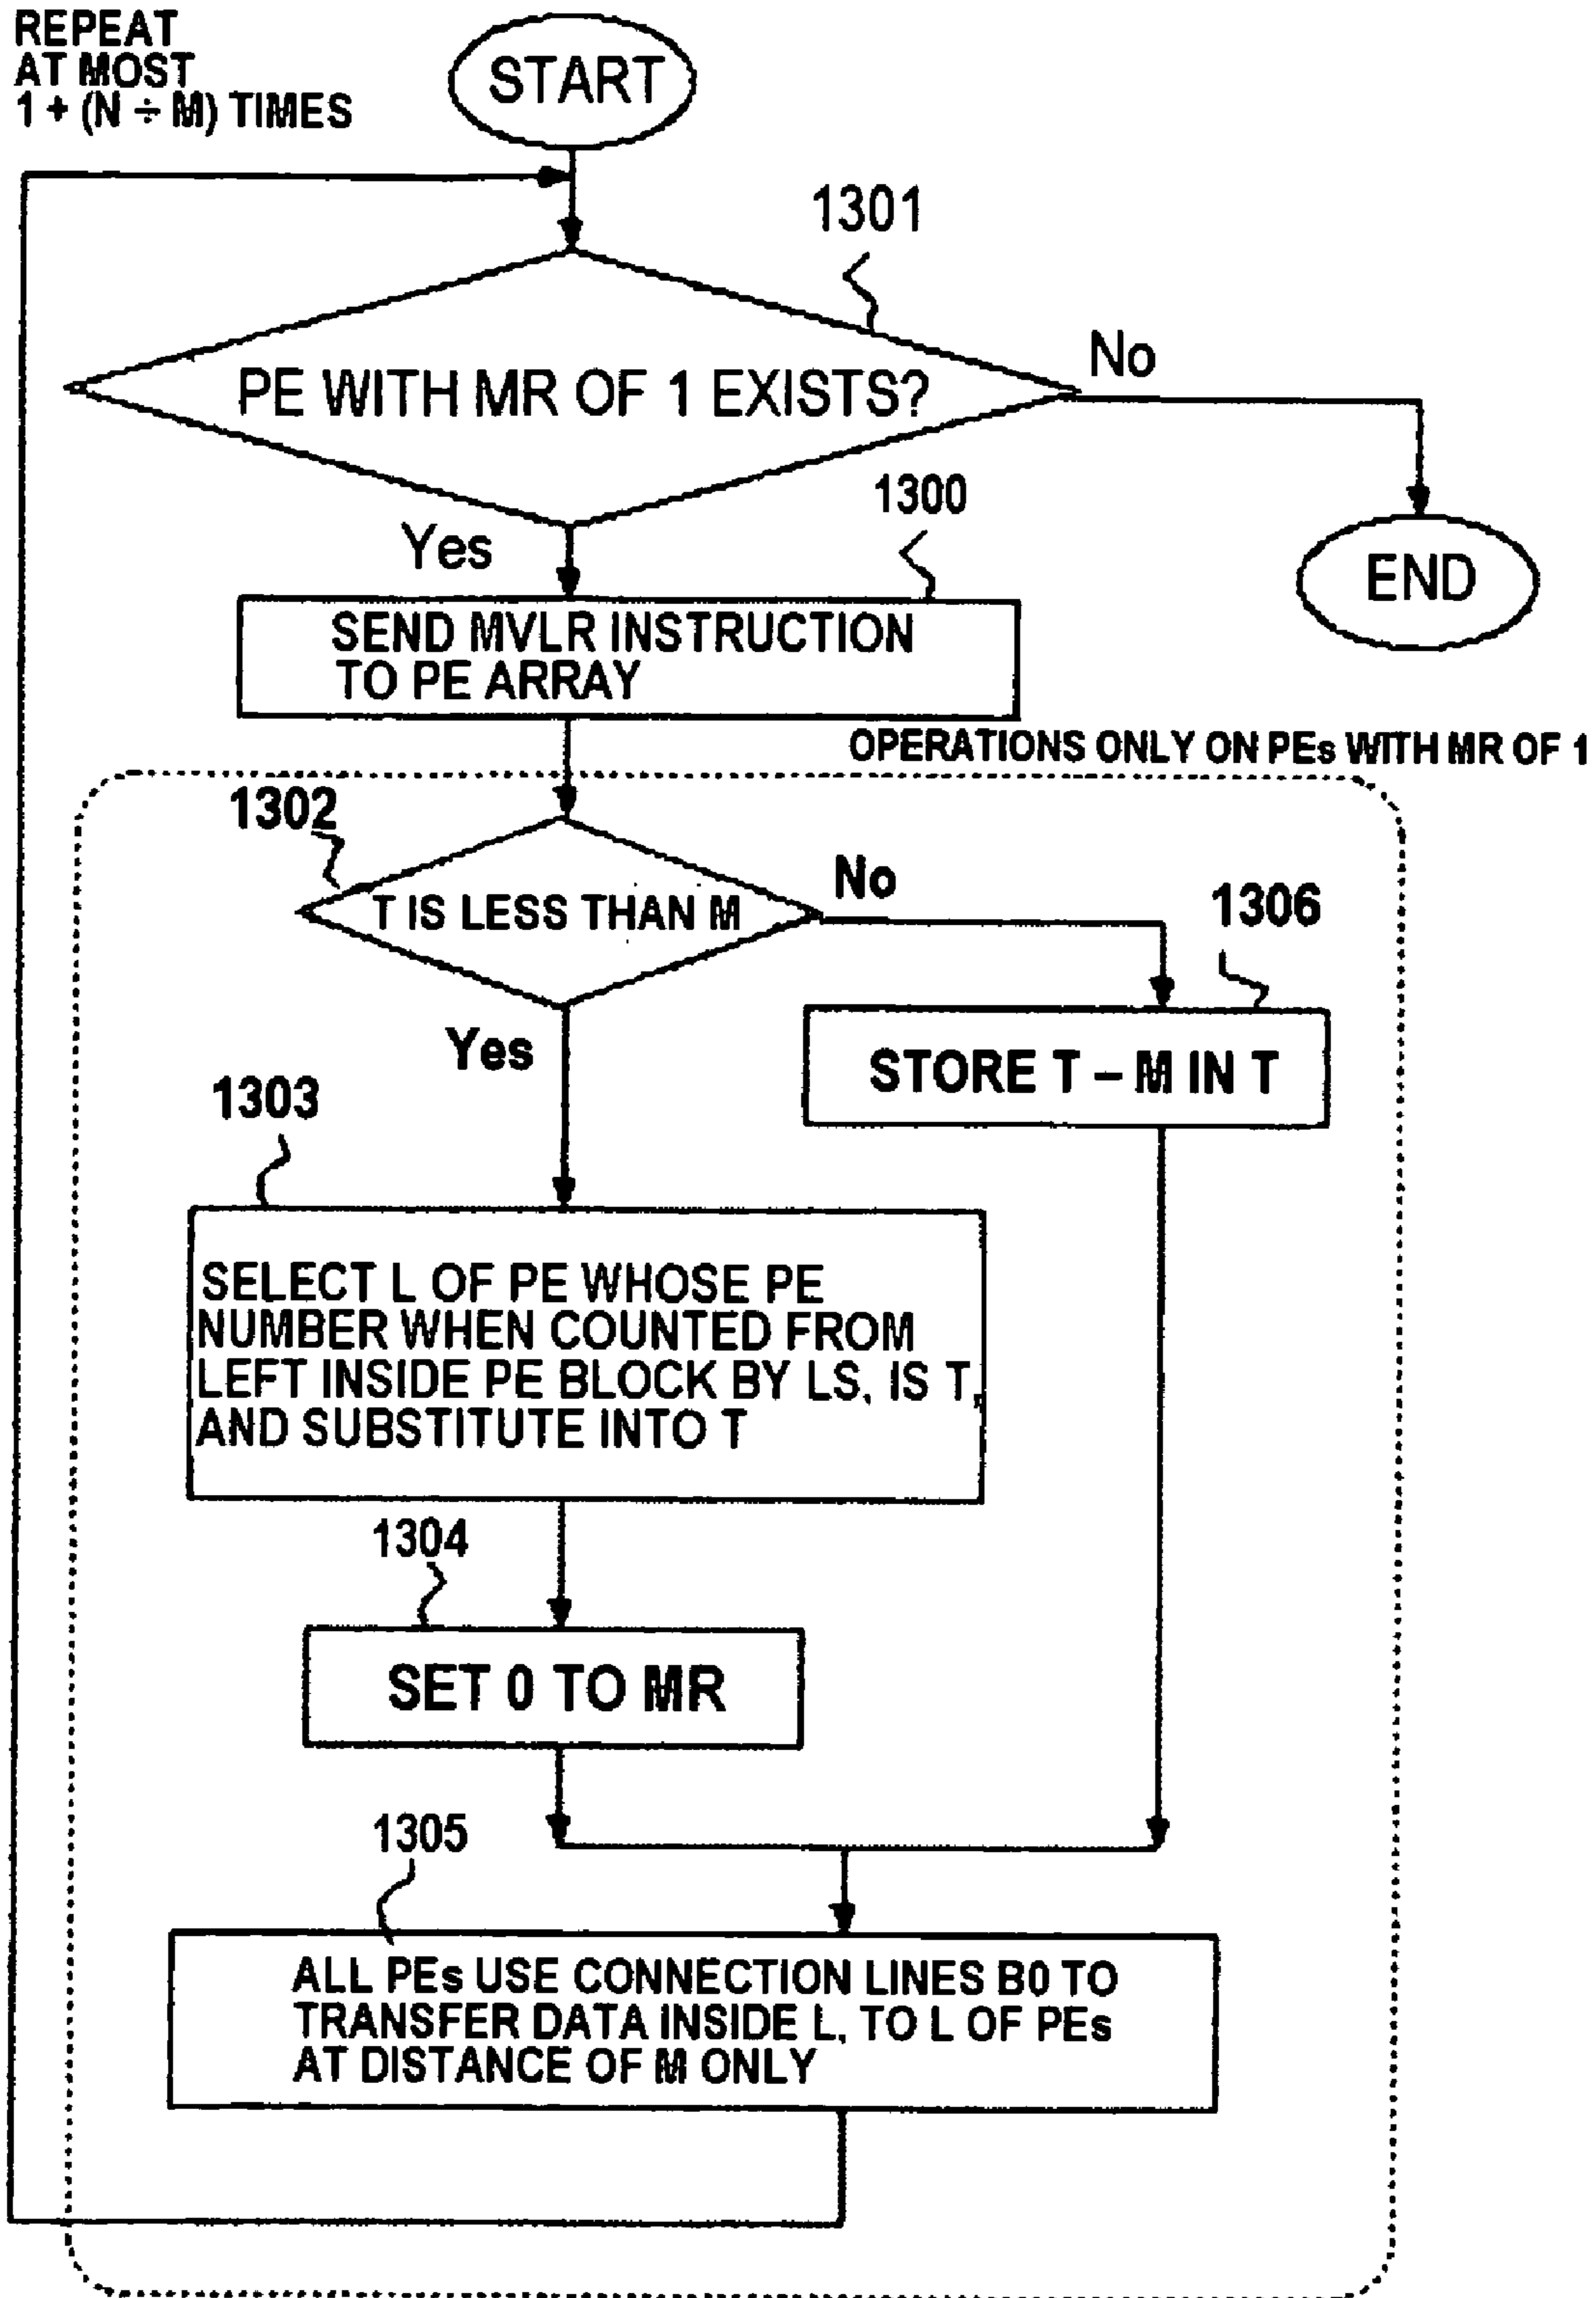 REPEAT
AT MOST
1 + (N ÷ M) TIMES
START
1301
PE WITH MR OF 1 EXISTS?
No
1300
Yes
END
SEND MVLR INSTRUCTION
TO PE ARRAY
OPERATIONS ONLY ON PEs WITH MR OF 1
1302
T IS LESS THAN M
No
1306
Yes
STORE T – M IN T
1303
SELECT L OF PE WHOSE PE
NUMBER WHEN COUNTED FROM
LEFT INSIDE PE BLOCK BY LS, IS T,
AND SUBSTITUTE INTO T
1304
SET 0 TO MR
1305
ALL PEs USE CONNECTION LINES B0 TO
TRANSFER DATA INSIDE L, TO L OF PEs
AT DISTANCE OF M ONLY